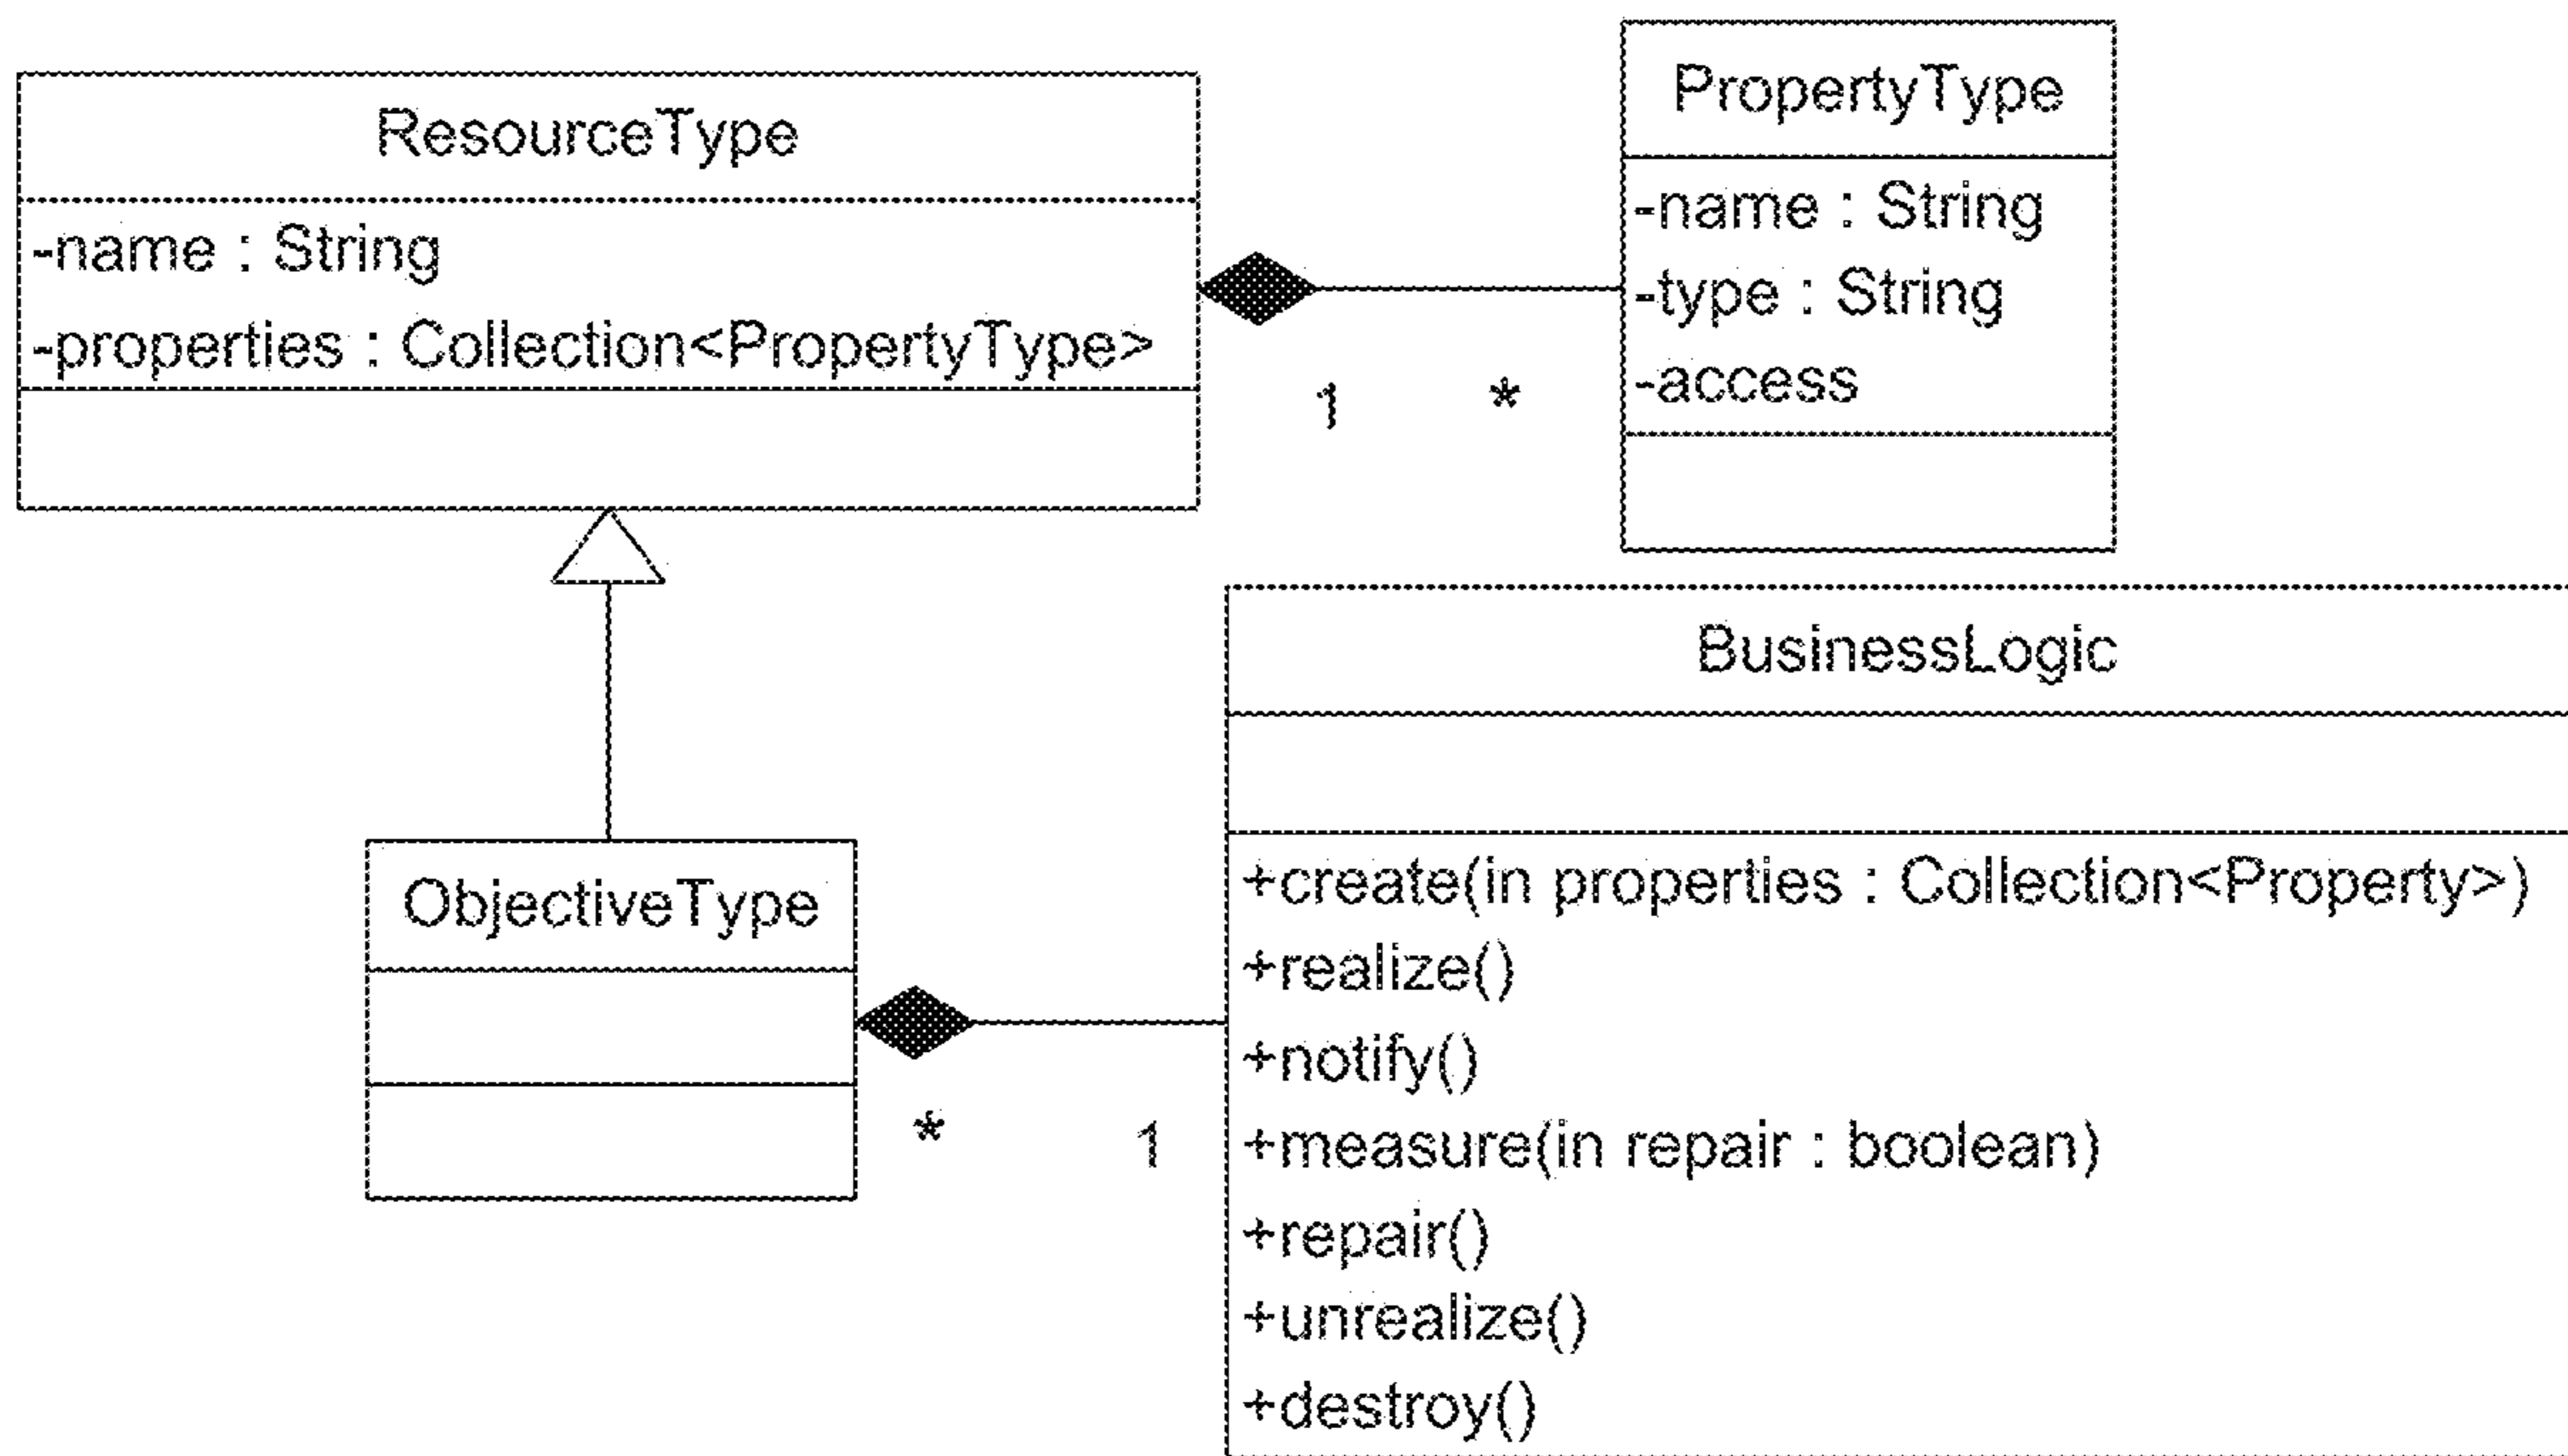 ResourceType
-name : String
-properties : Collection<PropertyType>
1 *
PropertyType
-name : String
-type : String
-access
ObjectiveType
* 1
BusinessLogic
+create(in properties : Collection<Property>)
+realize()
+notify()
+measure(in repair : boolean)
+repair()
+unrealize()
+destroy()